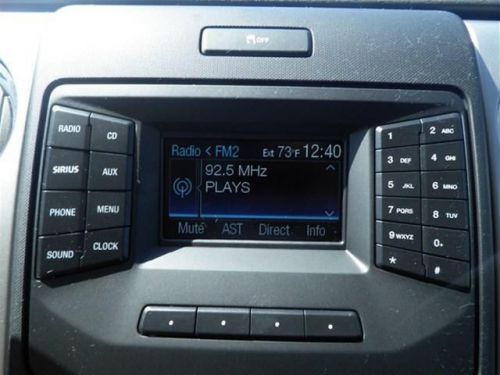 OFF
RADIO
CD
SIRIUS
AUX
PHONE
MENU
SOUND
CLOCK
Radio < FM2 Ext 73°F 12:40
92.5 MHz
PLAYS
Mute AST Direct Info
1
2 ABC
3 DEF
4 GHI
5 JKL
6 MNO
7 PQRS
8 TUV
9 WXYZ
0+
*
#